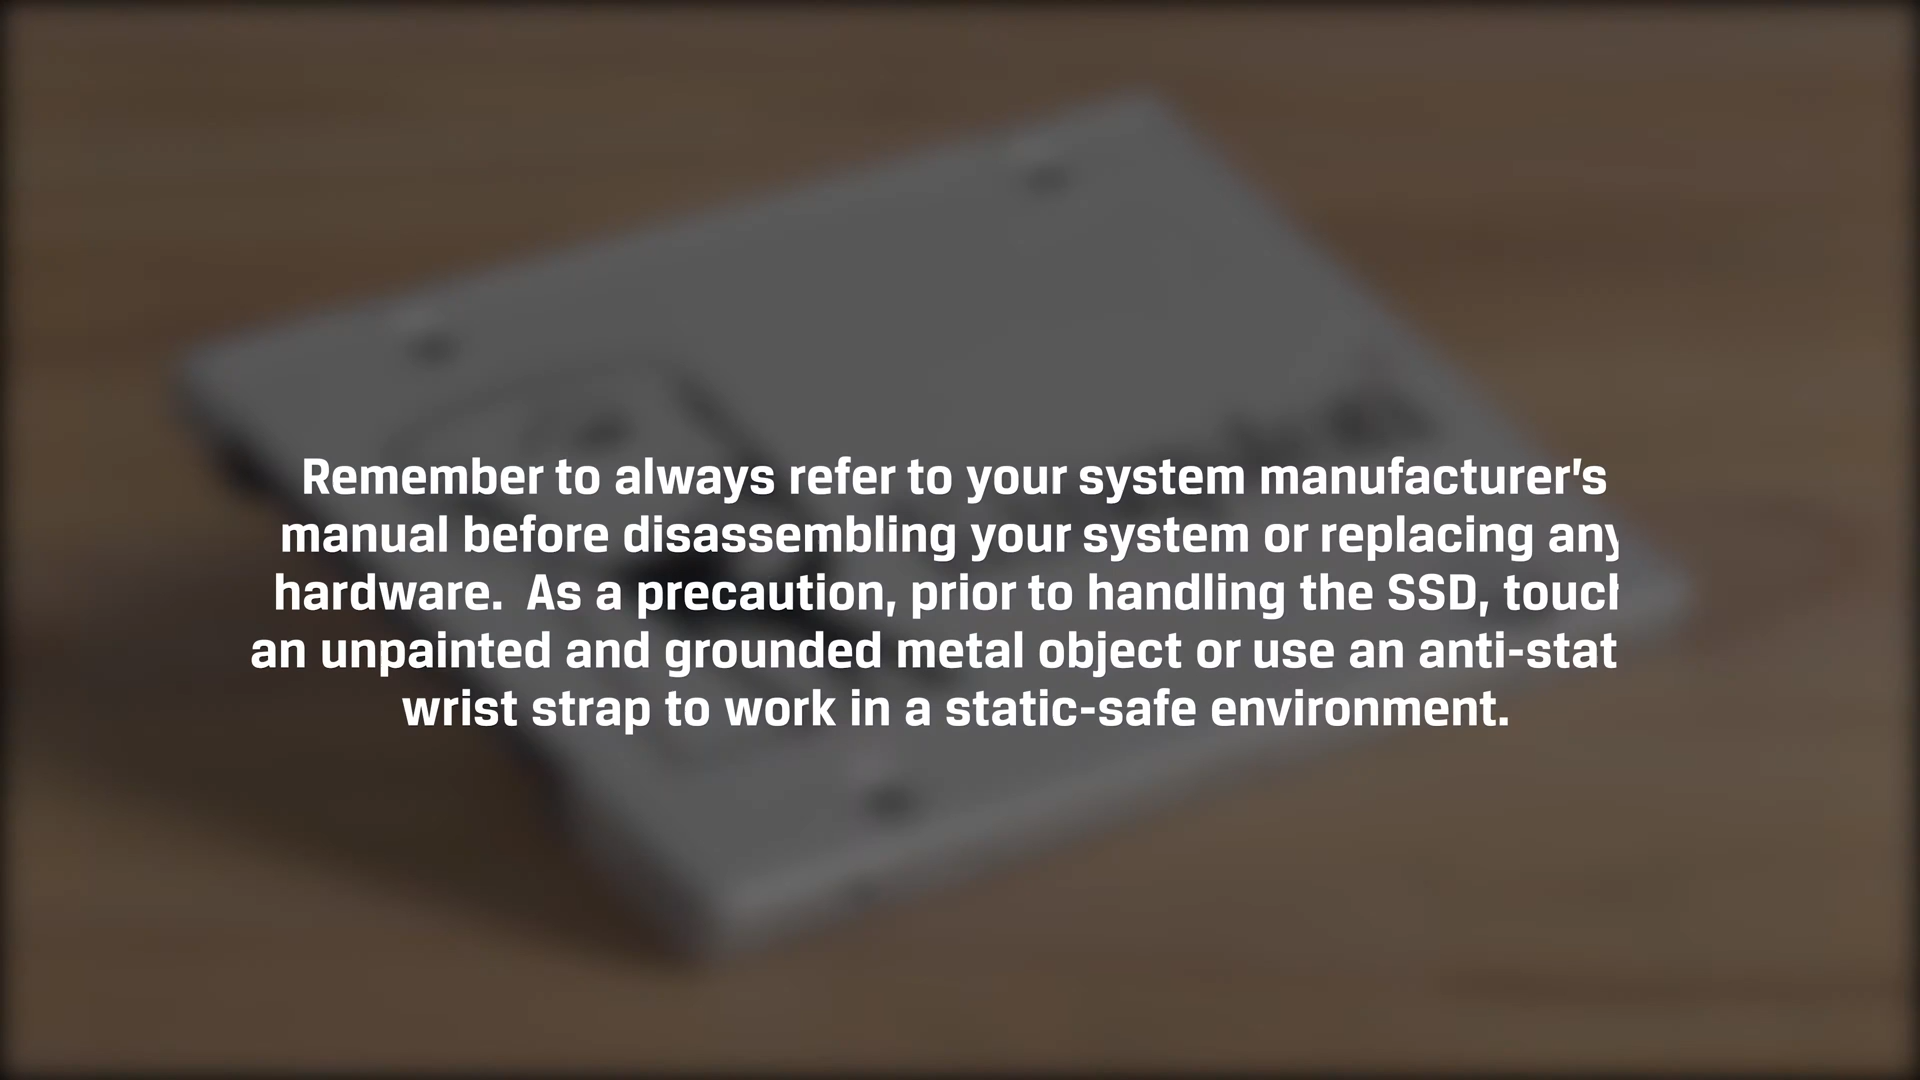 Remember to always refer to your system manufacturer's
manual before disassembling your system or replacing any
hardware.  As a precaution, prior to handling the SSD, touch
an unpainted and grounded metal object or use an anti-stat
wrist strap to work in a static-safe environment.